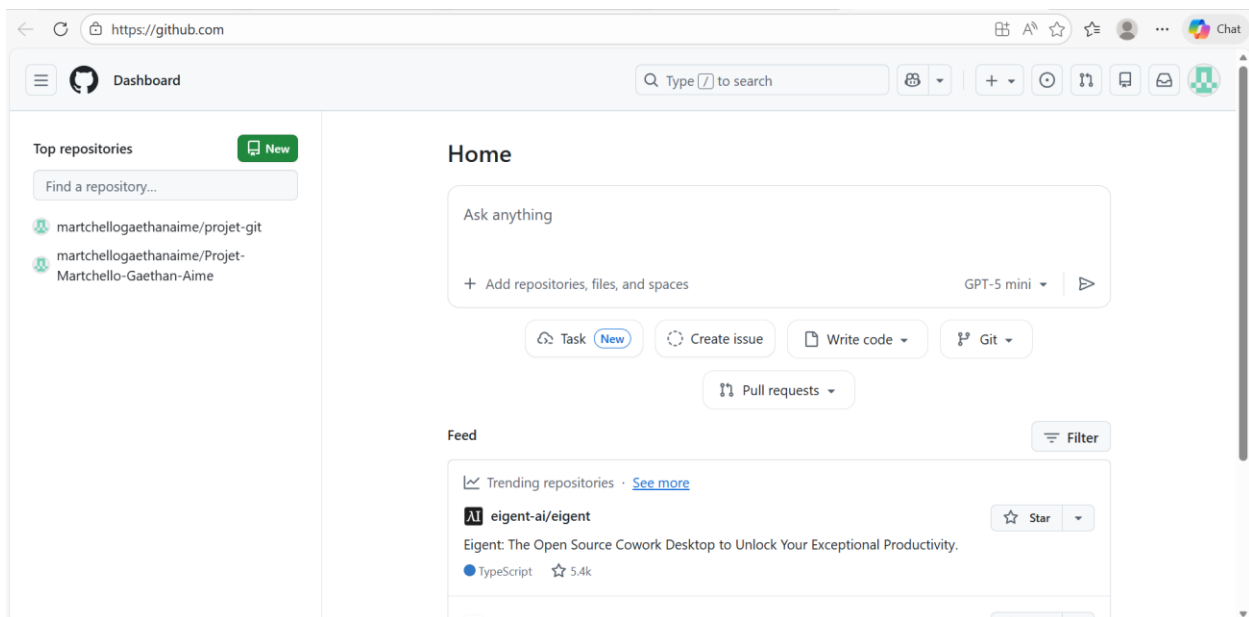 https://github.com
Chat
Dashboard
Type / to search
Top repositories
New
Find a repository...
martchellogaethanaime/projet-git
martchellogaethanaime/Projet-
Martchello-Gaethan-Aime
Home
Ask anything
Add repositories, files, and spaces
GPT-5 mini
Task New
Create issue
Write code
Git
Pull requests
Feed
Filter
Trending repositories · See more
eigent-ai/eigent
Star
Eigent: The Open Source Cowork Desktop to Unlock Your Exceptional Productivity.
TypeScript 5.4k